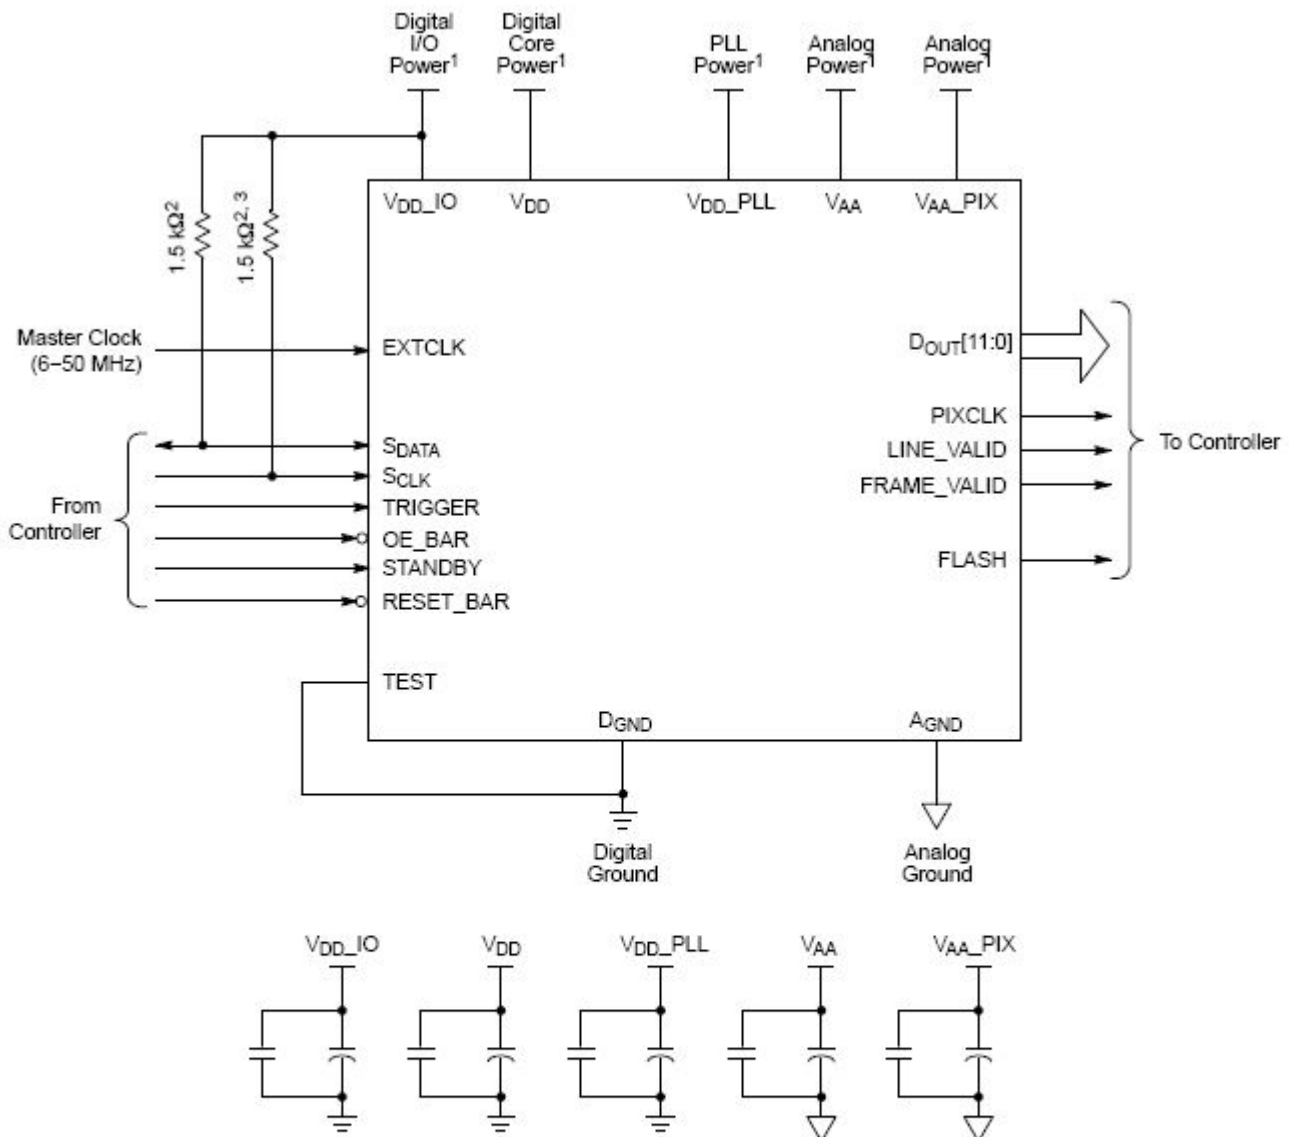 Digital
I/O
Power¹
Digital
Core
Power¹
PLL
Power¹
Analog
Power¹
Analog
Power¹
VDD_IO
VDD
VDD_PLL
VAA
VAA_PIX
1.5 kΩ²
1.5 kΩ², ³
Master Clock
(6–50 MHz)
EXTCLK
DOUT[11:0]
PIXCLK
LINE_VALID
FRAME_VALID
FLASH
To Controller
From
Controller
SDATA
SCLK
TRIGGER
OE_BAR
STANDBY
RESET_BAR
TEST
DGND
AGND
Digital
Ground
Analog
Ground
VDD_IO
VDD
VDD_PLL
VAA
VAA_PIX